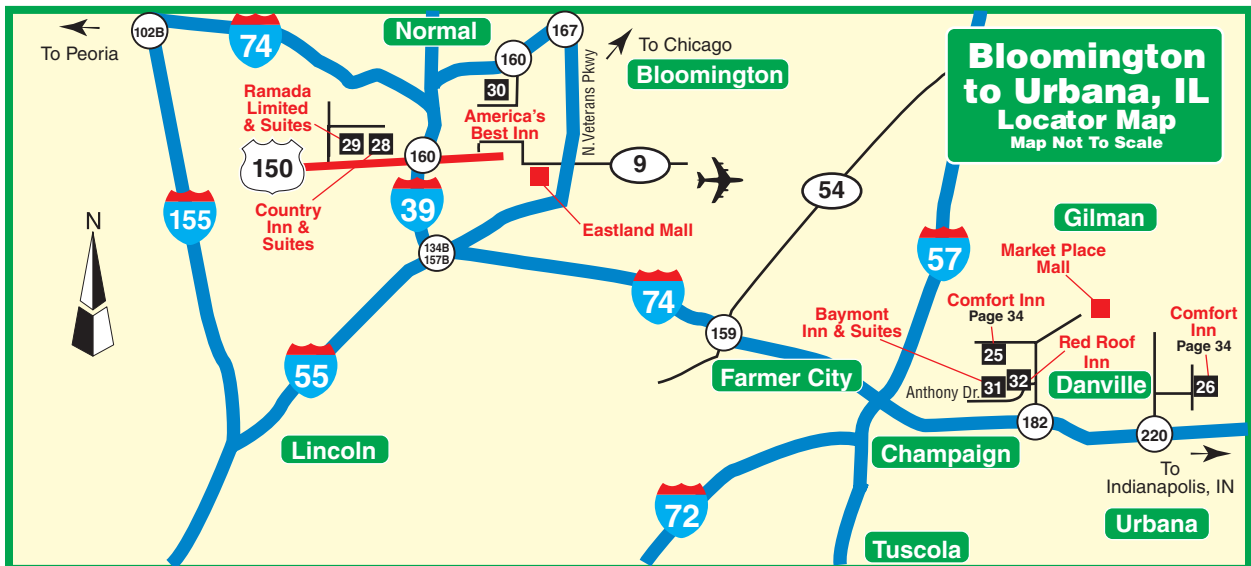 Bloomington
to Urbana, IL
Locator Map
Map Not To Scale
102B
To Peoria
74
Normal
160
167
To Chicago
Bloomington
N. Veterans Pkwy
Ramada
Limited
& Suites
30
America's
Best Inn
29
28
150
160
9
54
Country
Inn &
Suites
39
Eastland Mall
155
N
134B
157B
57
Gilman
Market Place
Mall
74
Baymont
Inn & Suites
Comfort Inn
Page 34
Comfort
Inn
Page 34
159
25
Red Roof
Inn
55
Farmer City
Anthony Dr.
31
32
Danville
26
182
220
Lincoln
Champaign
To
Indianapolis, IN
72
Urbana
Tuscola